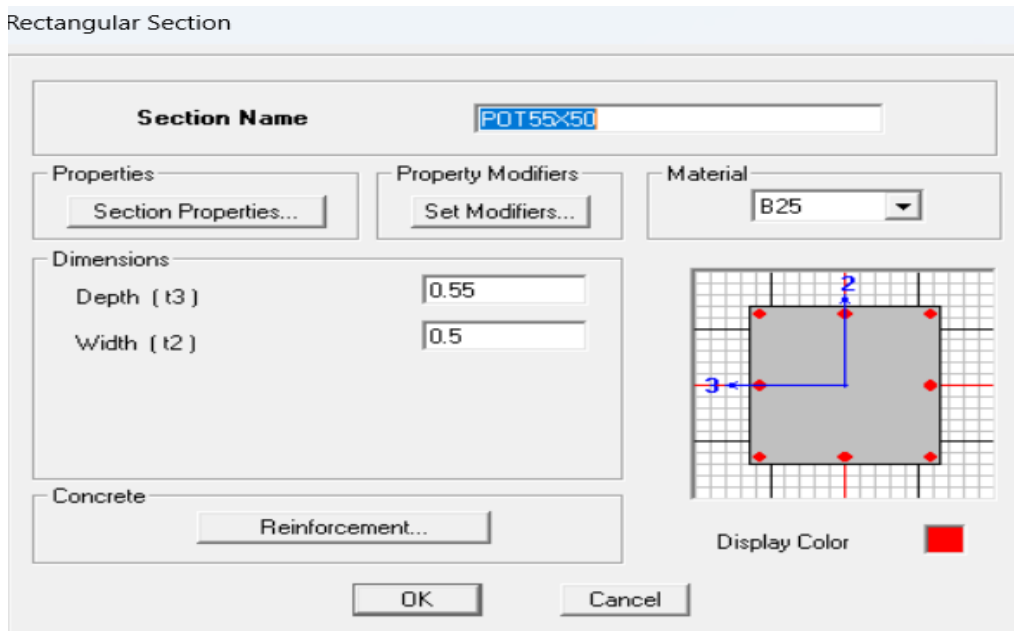 Rectangular Section
Section Name
POT55X50
Properties
Section Properties...
Property Modifiers
Set Modifiers...
Material
B25
Dimensions
Depth ( t3 )
0.55
Width ( t2 )
0.5
2
3
Concrete
Reinforcement...
Display Color
OK
Cancel